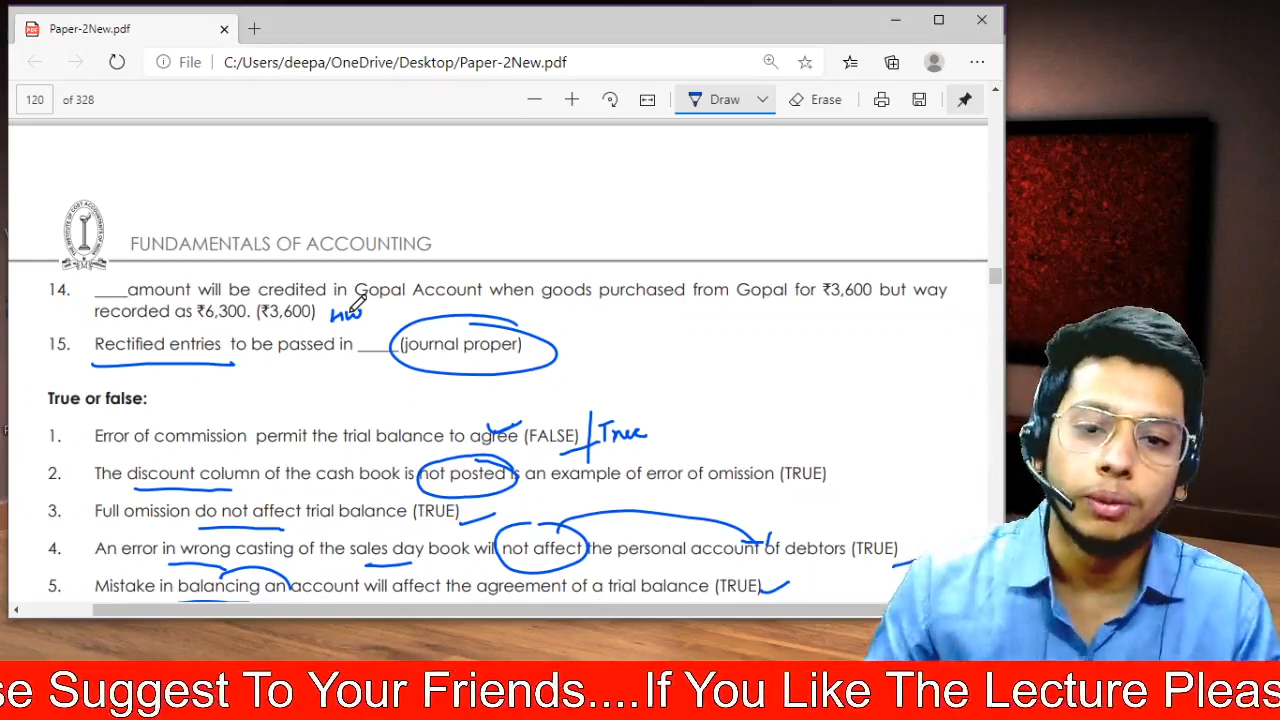 Paper-2New.pdf
File C:/Users/deepa/OneDrive/Desktop/Paper-2New.pdf
120 of 328 Draw Erase
FUNDAMENTALS OF ACCOUNTING
14. ____amount will be credited in Gopal Account when goods purchased from Gopal for ₹3,600 but way
recorded as ₹6,300. (₹3,600)
15. Rectified entries to be passed in _____(journal proper)
True or false:
1. Error of commission permit the trial balance to agree (FALSE) True
2. The discount column of the cash book is not posted is an example of error of omission (TRUE)
3. Full omission do not affect trial balance (TRUE)
4. An error in wrong casting of the sales day book will not affect the personal account of debtors (TRUE)
5. Mistake in balancing an account will affect the agreement of a trial balance (TRUE)
se Suggest To Your Friends....If You Like The Lecture Pleas